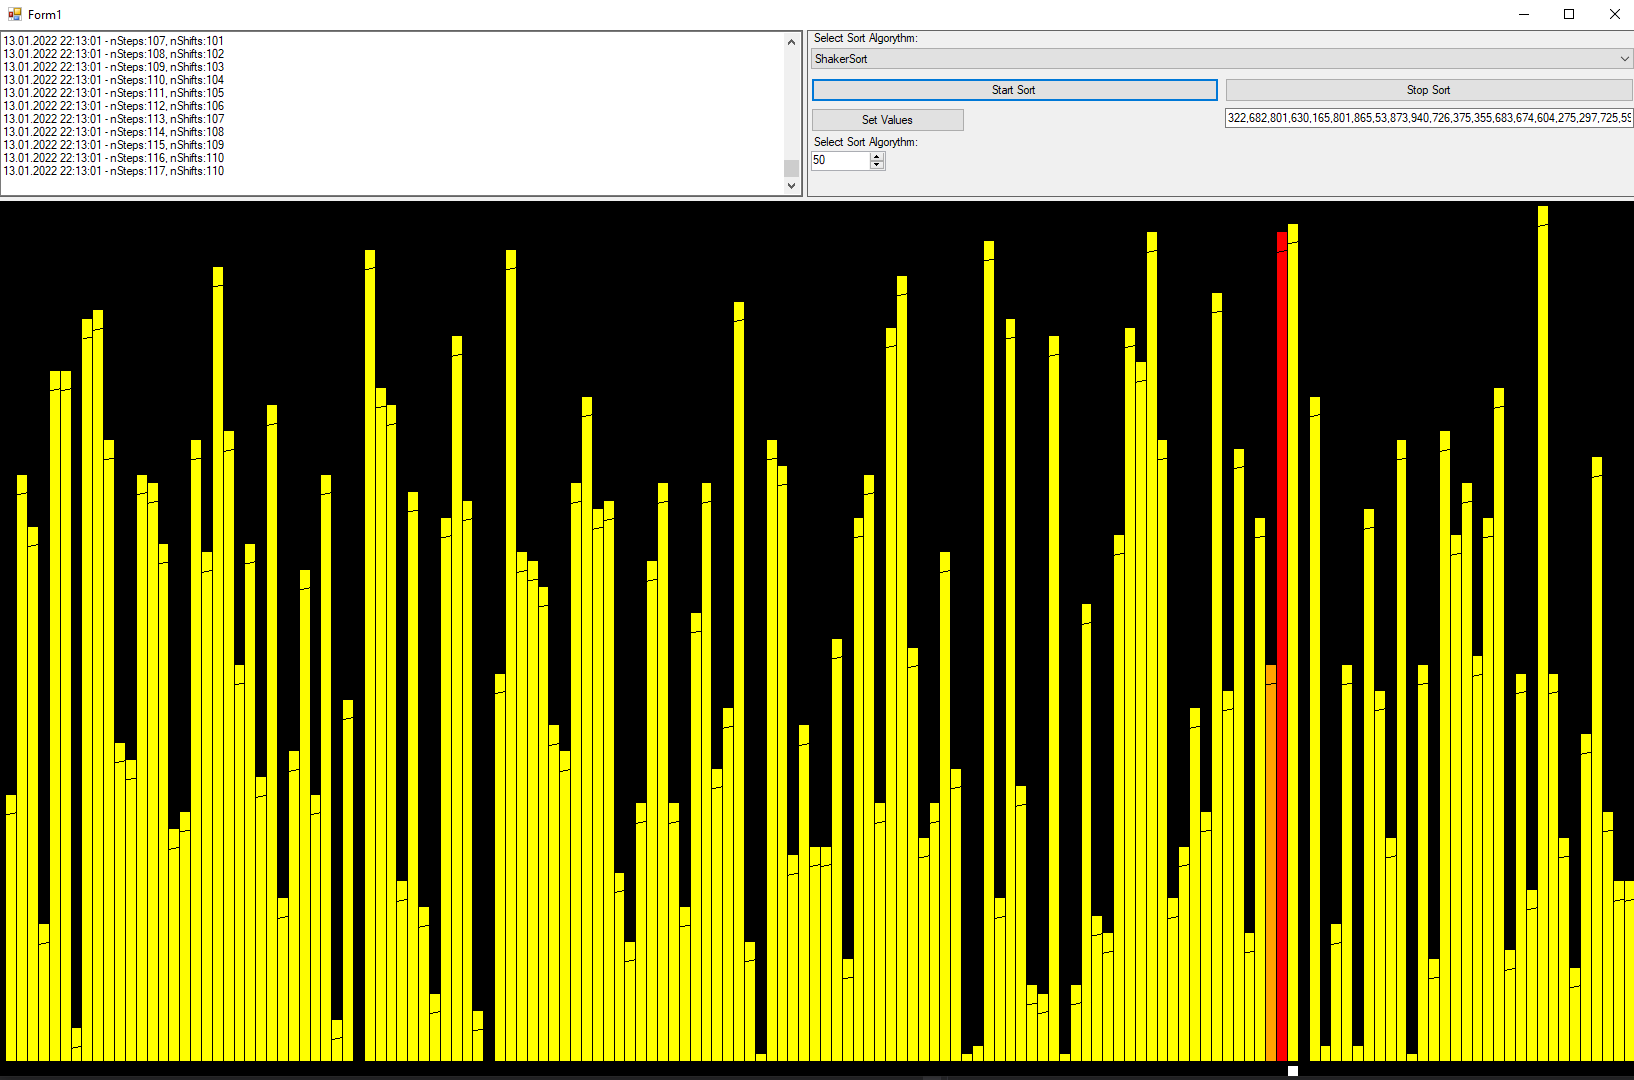 Form1
13.01.2022 22:13:01 - nSteps:107, nShifts:101
13.01.2022 22:13:01 - nSteps:108, nShifts:102
13.01.2022 22:13:01 - nSteps:109, nShifts:103
13.01.2022 22:13:01 - nSteps:110, nShifts:104
13.01.2022 22:13:01 - nSteps:111, nShifts:105
13.01.2022 22:13:01 - nSteps:112, nShifts:106
13.01.2022 22:13:01 - nSteps:113, nShifts:107
13.01.2022 22:13:01 - nSteps:114, nShifts:108
13.01.2022 22:13:01 - nSteps:115, nShifts:109
13.01.2022 22:13:01 - nSteps:116, nShifts:110
13.01.2022 22:13:01 - nSteps:117, nShifts:110
Select Sort Algorythm:
ShakerSort
Start Sort
Stop Sort
Set Values
322,682,801,630,165,801,865,53,873,940,726,375,355,683,674,604,275,297,725,59
Select Sort Algorythm:
50